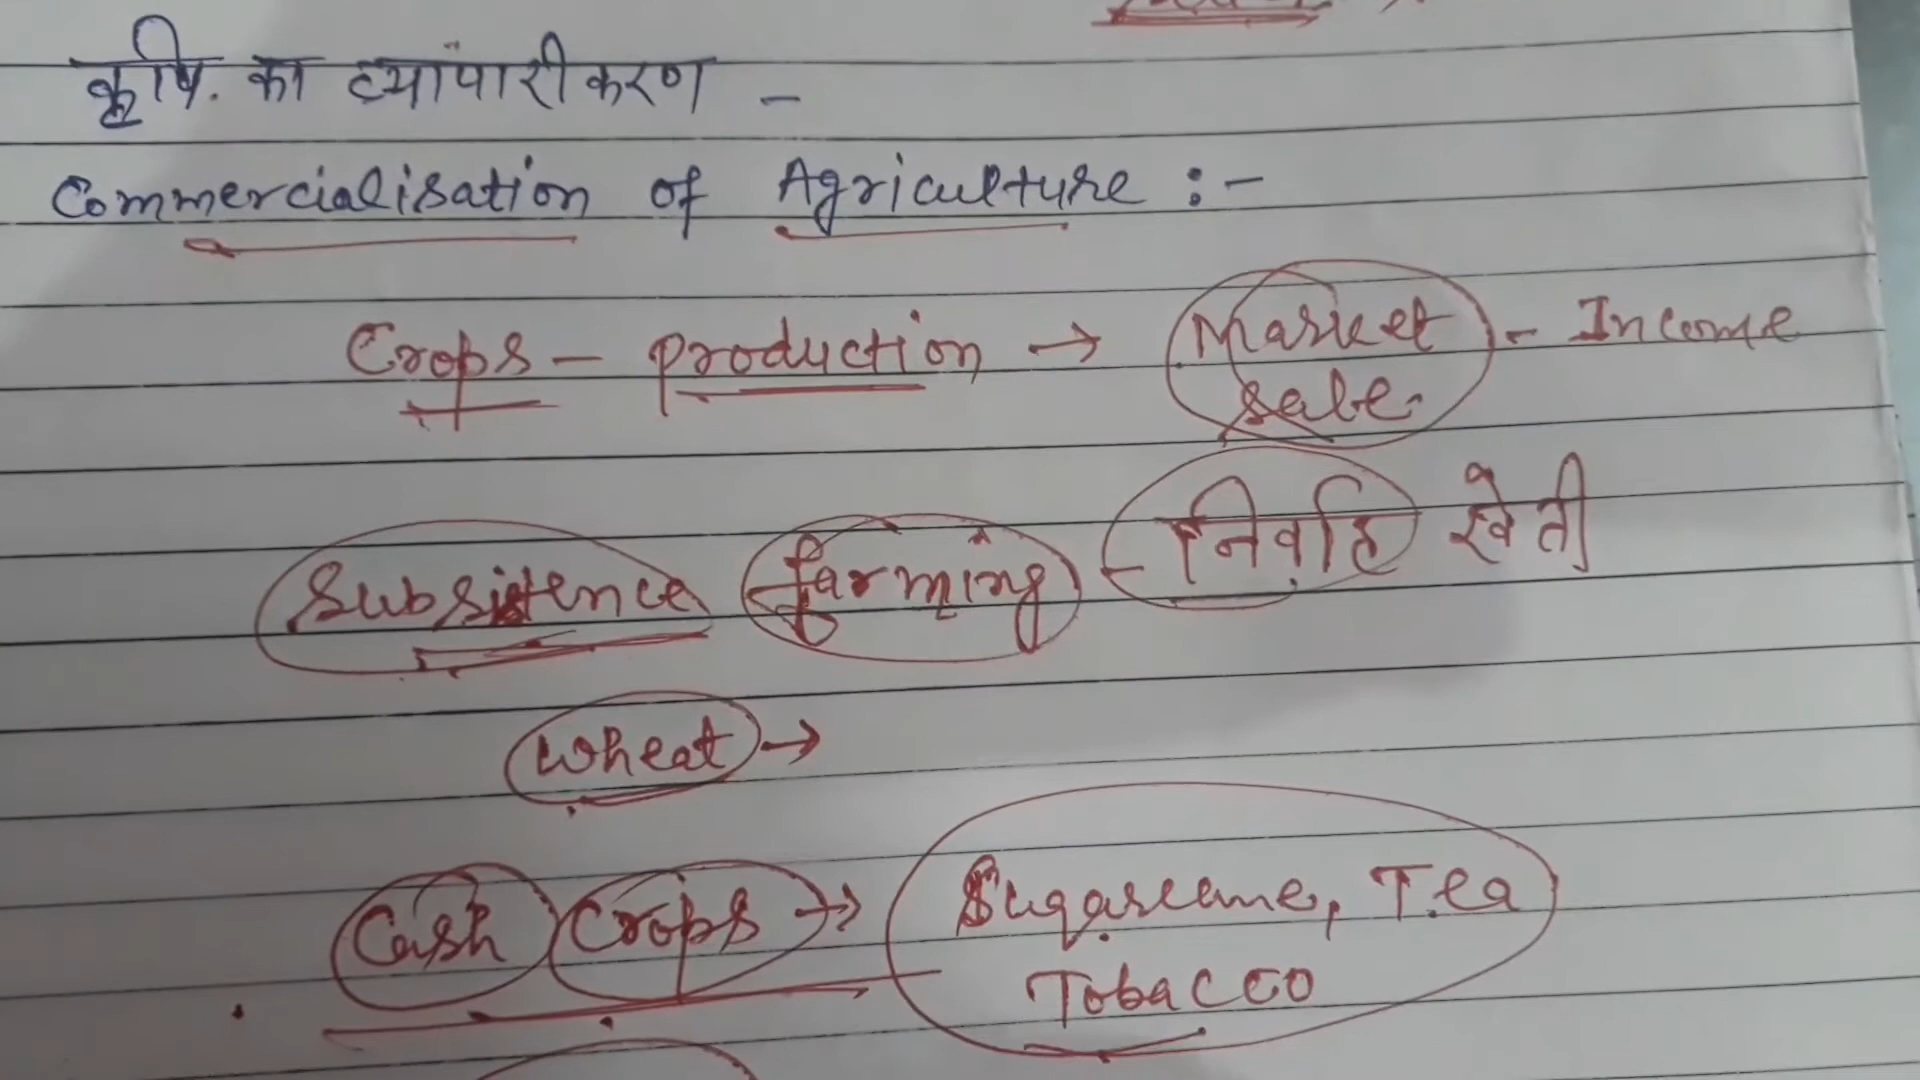 कृषि का व्यापारीकरण -
Commercialisation of Agriculture :-
Crops - production → Market - Income
sale
Subsistence farming - निर्वाह खेती
Wheat →
Cash Crops → Sugarcane, Tea
Tobacco